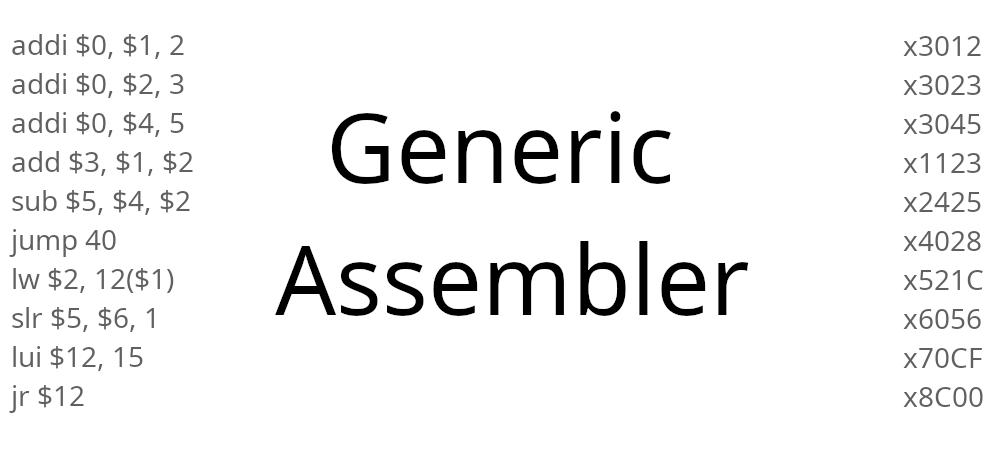 addi $0, $1, 2
addi $0, $2, 3
addi $0, $4, 5
add $3, $1, $2
sub $5, $4, $2
jump 40
lw $2, 12($1)
slr $5, $6, 1
lui $12, 15
jr $12
Generic
Assembler
x3012
x3023
x3045
x1123
x2425
x4028
x521C
x6056
x70CF
x8C00